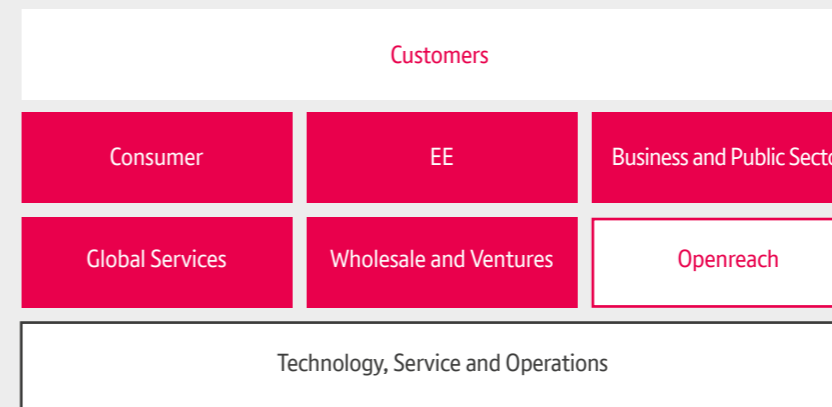 Customers
Consumer
EE
Business and Public Secto
Global Services
Wholesale and Ventures
Openreach
Technology, Service and Operations